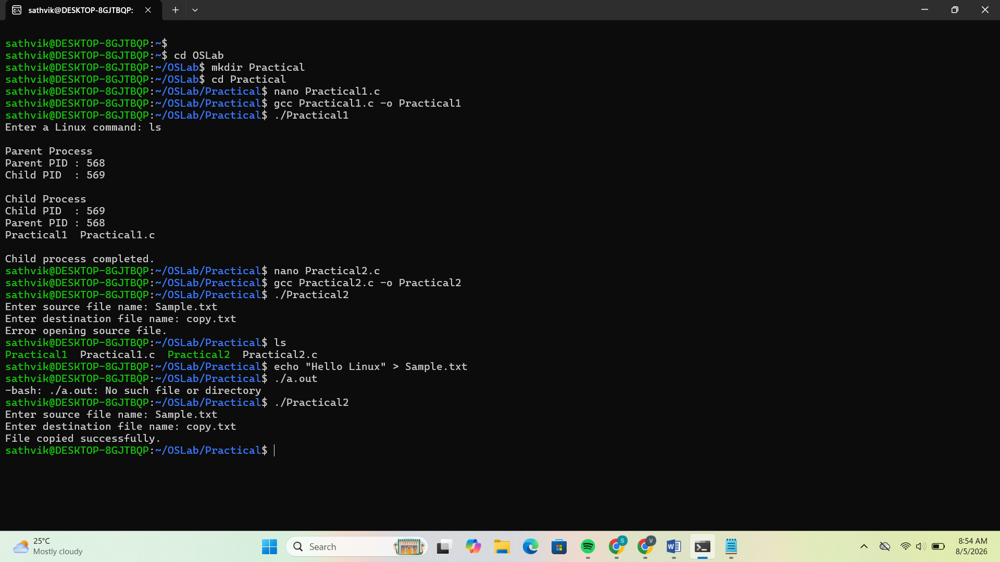 sathvik@DESKTOP-8GJTBQP:
sathvik@DESKTOP-8GJTBQP:~$
sathvik@DESKTOP-8GJTBQP:~$ cd OSLab
sathvik@DESKTOP-8GJTBQP:~/OSLab$ mkdir Practical
sathvik@DESKTOP-8GJTBQP:~/OSLab$ cd Practical
sathvik@DESKTOP-8GJTBQP:~/OSLab/Practical$ nano Practical1.c
sathvik@DESKTOP-8GJTBQP:~/OSLab/Practical$ gcc Practical1.c -o Practical1
sathvik@DESKTOP-8GJTBQP:~/OSLab/Practical$ ./Practical1
Enter a Linux command: ls
Parent Process
Parent PID : 568
Child PID  : 569
Child Process
Child PID  : 569
Parent PID : 568
Practical1  Practical1.c
Child process completed.
sathvik@DESKTOP-8GJTBQP:~/OSLab/Practical$ nano Practical2.c
sathvik@DESKTOP-8GJTBQP:~/OSLab/Practical$ gcc Practical2.c -o Practical2
sathvik@DESKTOP-8GJTBQP:~/OSLab/Practical$ ./Practical2
Enter source file name: Sample.txt
Enter destination file name: copy.txt
Error opening source file.
sathvik@DESKTOP-8GJTBQP:~/OSLab/Practical$ ls
Practical1  Practical1.c  Practical2  Practical2.c
sathvik@DESKTOP-8GJTBQP:~/OSLab/Practical$ echo "Hello Linux" > Sample.txt
sathvik@DESKTOP-8GJTBQP:~/OSLab/Practical$ ./a.out
-bash: ./a.out: No such file or directory
sathvik@DESKTOP-8GJTBQP:~/OSLab/Practical$ ./Practical2
Enter source file name: Sample.txt
Enter destination file name: copy.txt
File copied successfully.
sathvik@DESKTOP-8GJTBQP:~/OSLab/Practical$
25°C
Mostly cloudy
Search
S
V
W
8:54 AM
8/5/2026